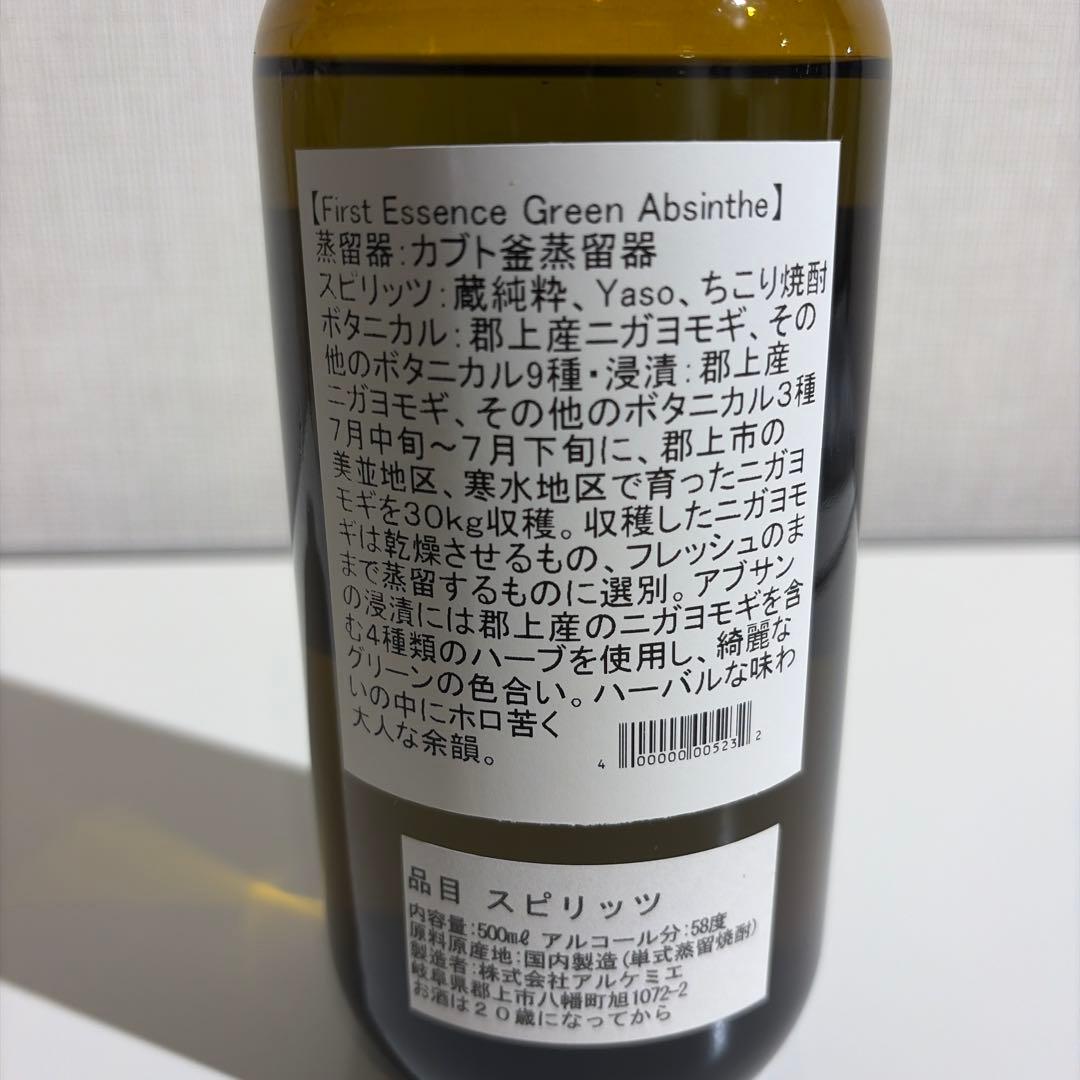 【First Essence Green Absinthe】
蒸留器:カブト釜蒸留器
スピリッツ:蔵純粋、Yaso、ちこり焼酎
ボタニカル:郡上産ニガヨモギ、その
他のボタニカル9種・浸漬:郡上産
ニガヨモギ、その他のボタニカル3種
7月中旬～7月下旬に、郡上市の
美並地区、寒水地区で育ったニガヨ
モギを30kg収穫。収穫したニガヨモ
ギは乾燥させるもの、フレッシュのま
まで蒸留するものに選別。アブサン
の浸漬には郡上産のニガヨモギを含
む4種類のハーブを使用し、綺麗な
グリーンの色合い。ハーバルな味わ
いの中にホロ苦く
大人な余韻。
4 00000 00523 2
品目 スピリッツ
内容量:500mℓ アルコール分:58度
原料原産地:国内製造(単式蒸留焼酎)
製造者:株式会社アルケミエ
岐阜県郡上市八幡町旭1072-2
お酒は20歳になってから